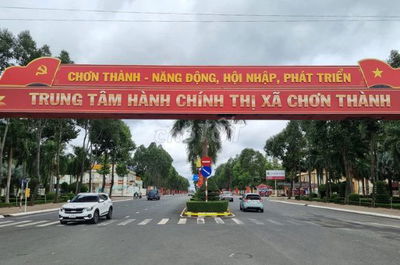 CHƠN THÀNH - NĂNG ĐỘNG, HỘI NHẬP, PHÁT TRIỂN
TRUNG TÂM HÀNH CHÍNH THỊ XÃ CHƠN THÀNH